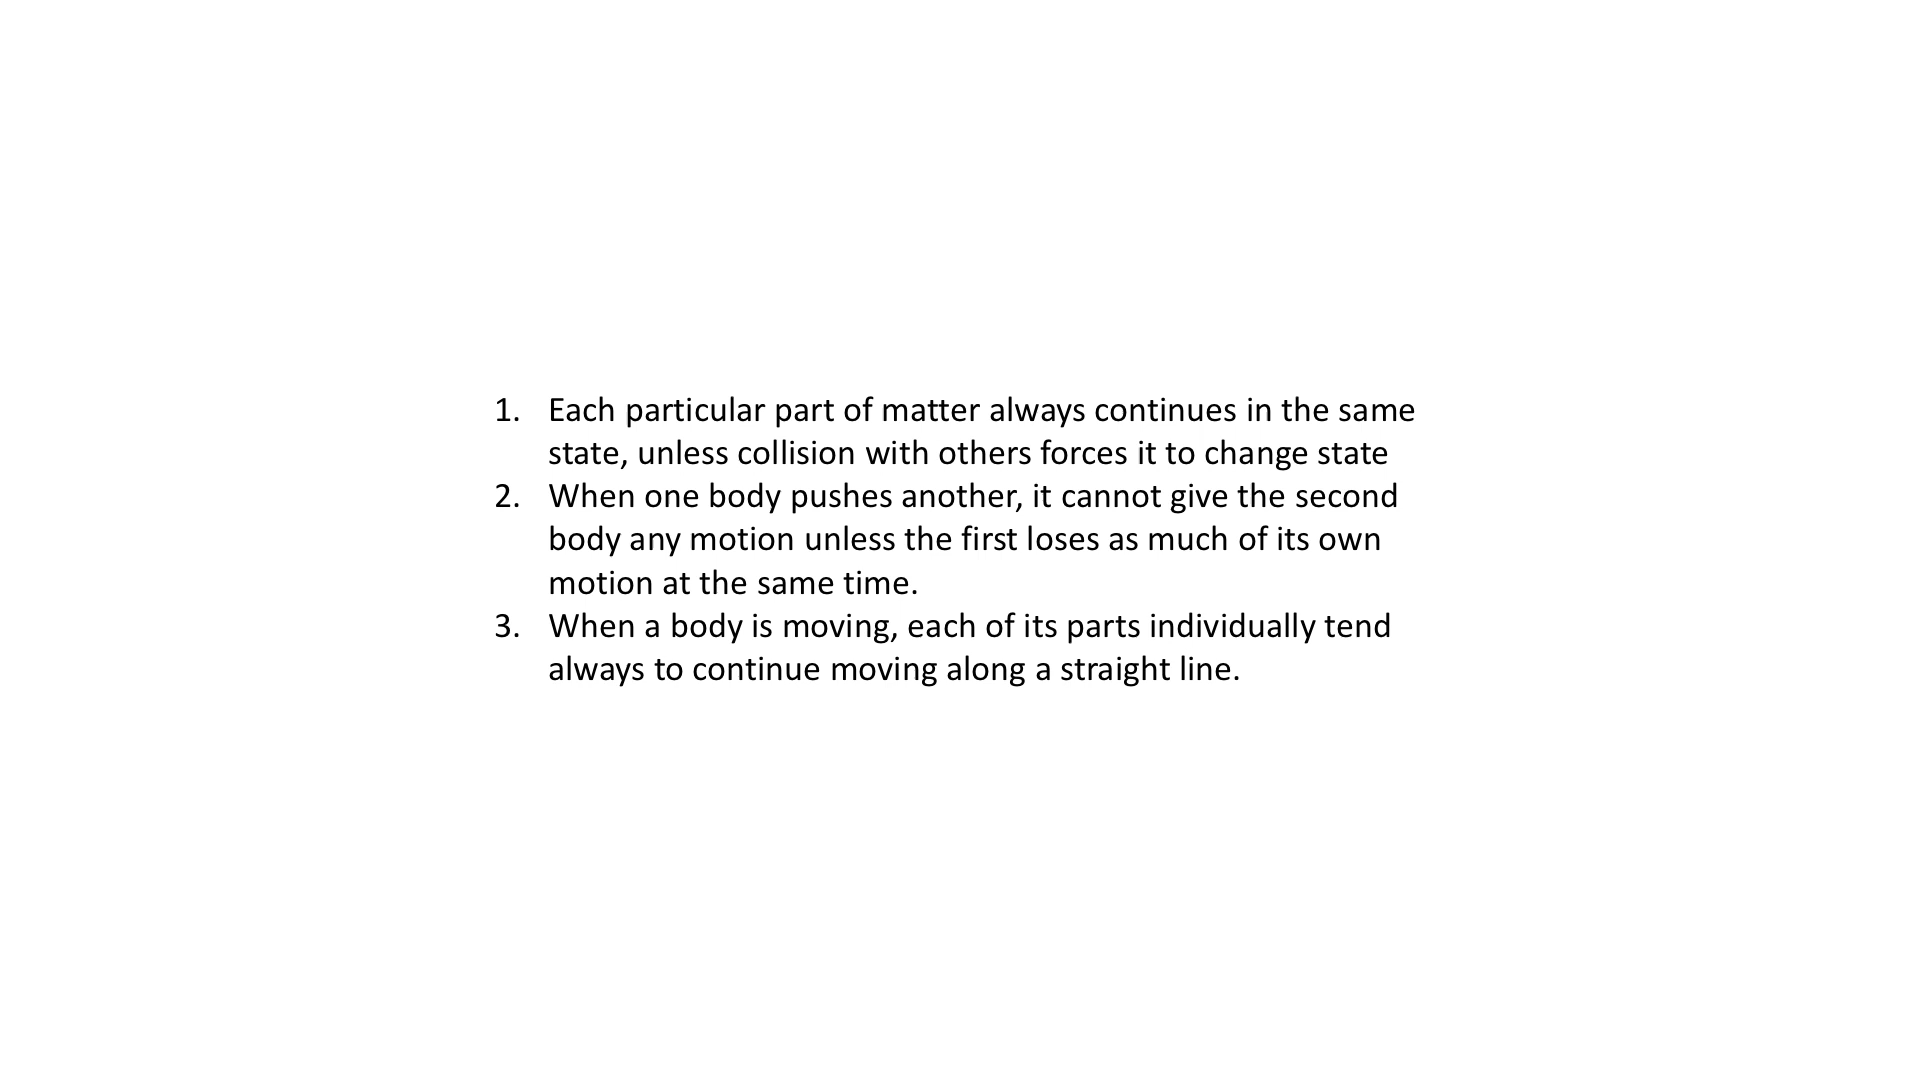 1. Each particular part of matter always continues in the same
state, unless collision with others forces it to change state
2. When one body pushes another, it cannot give the second
body any motion unless the first loses as much of its own
motion at the same time.
3. When a body is moving, each of its parts individually tend
always to continue moving along a straight line.